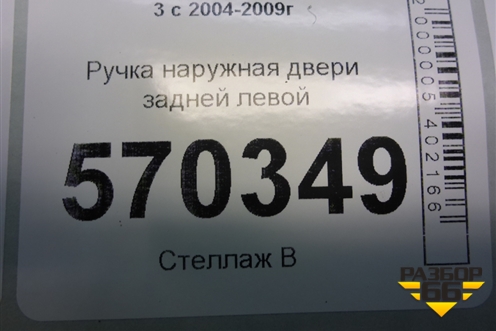 3 с 2004-2009г
Ручка наружная двери
задней левой
570349
Стеллаж В
2000005402166
РАЗБОР
66